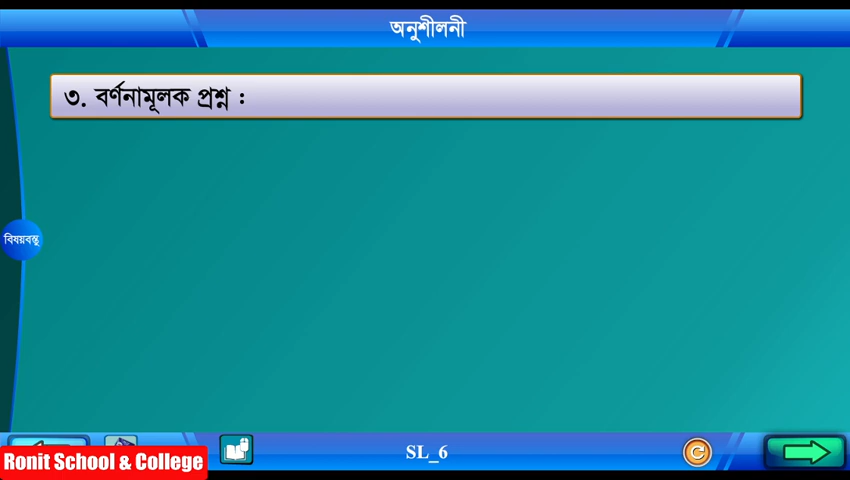 অনুশীলনী
৩. বর্ণনামূলক প্রশ্ন :
বিষয়বস্তু
SL_6
Ronit School & College